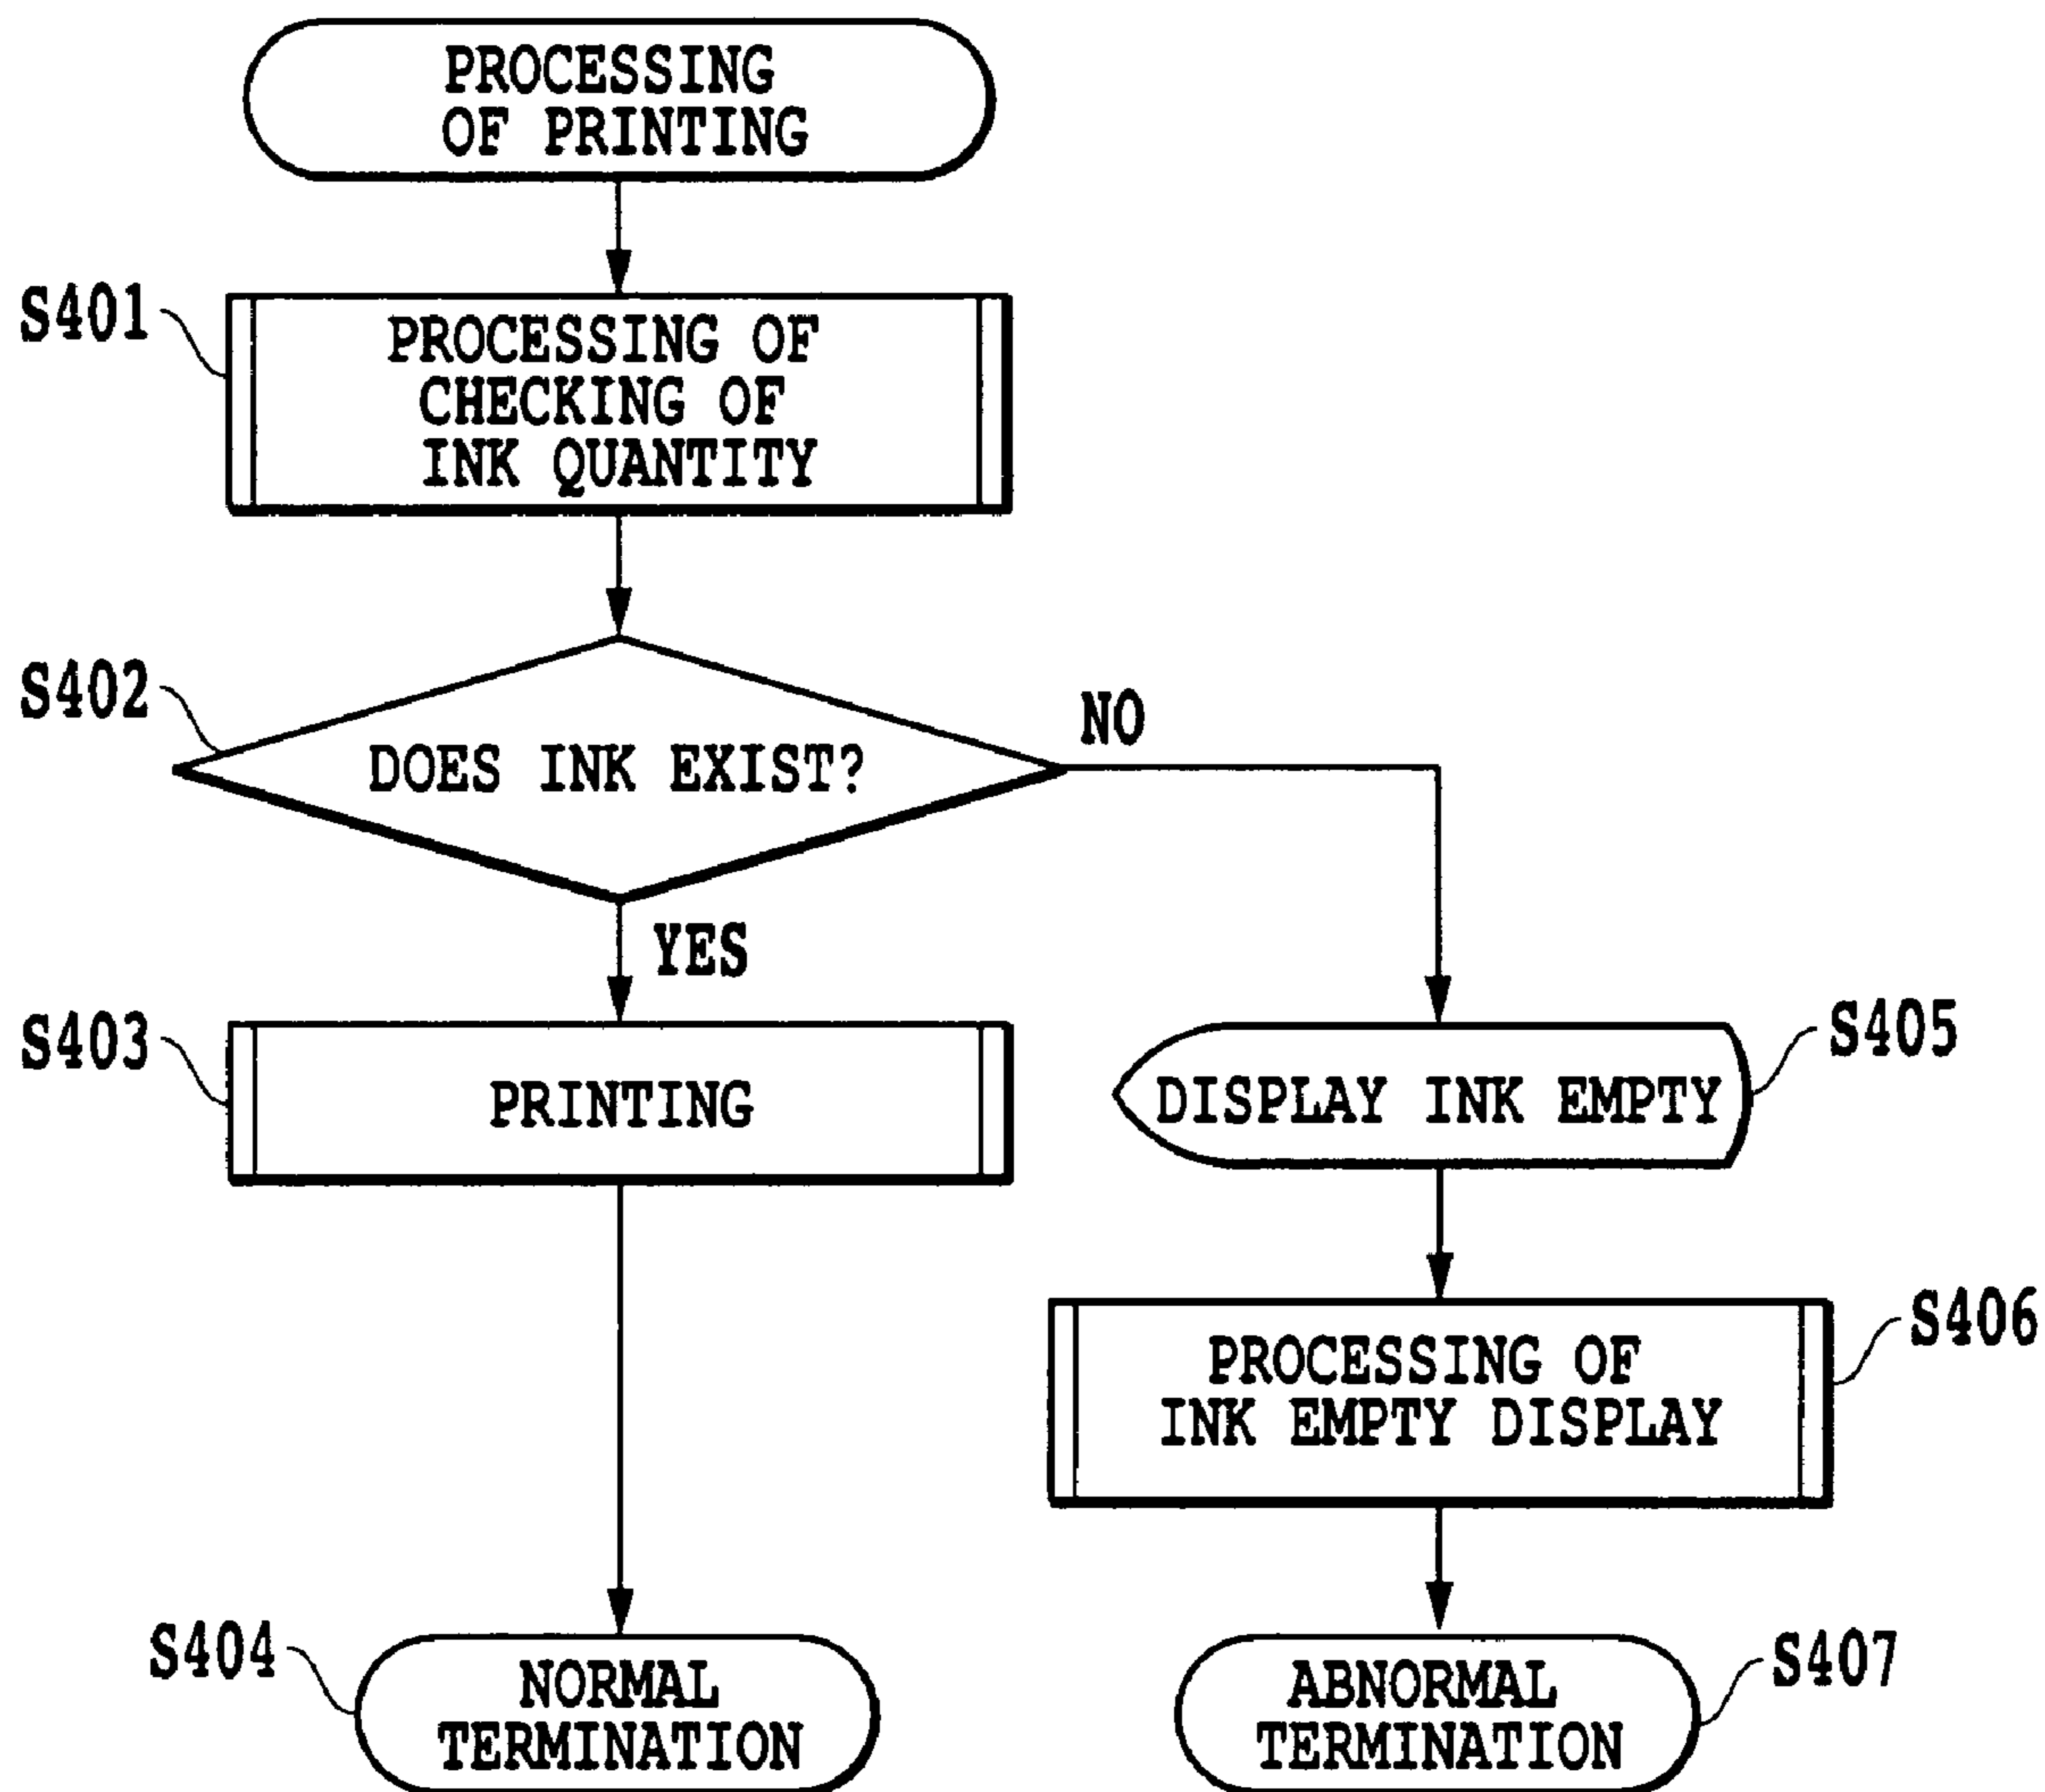 PROCESSING
OF PRINTING
S401
PROCESSING OF
CHECKING OF
INK QUANTITY
S402
DOES INK EXIST?
NO
YES
S403
PRINTING
DISPLAY INK EMPTY
S405
PROCESSING OF
INK EMPTY DISPLAY
S406
S404
NORMAL
TERMINATION
ABNORMAL
TERMINATION
S407